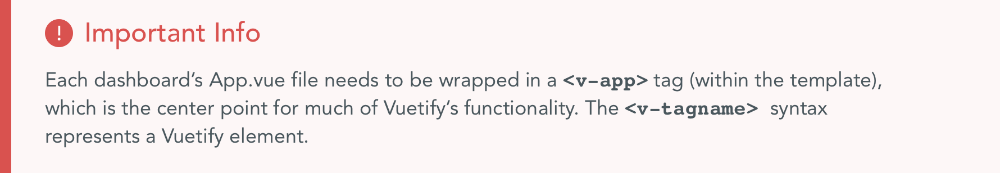 ! Important Info
Each dashboard’s App.vue file needs to be wrapped in a <v-app> tag (within the template),
which is the center point for much of Vuetify’s functionality. The <v-tagname> syntax
represents a Vuetify element.